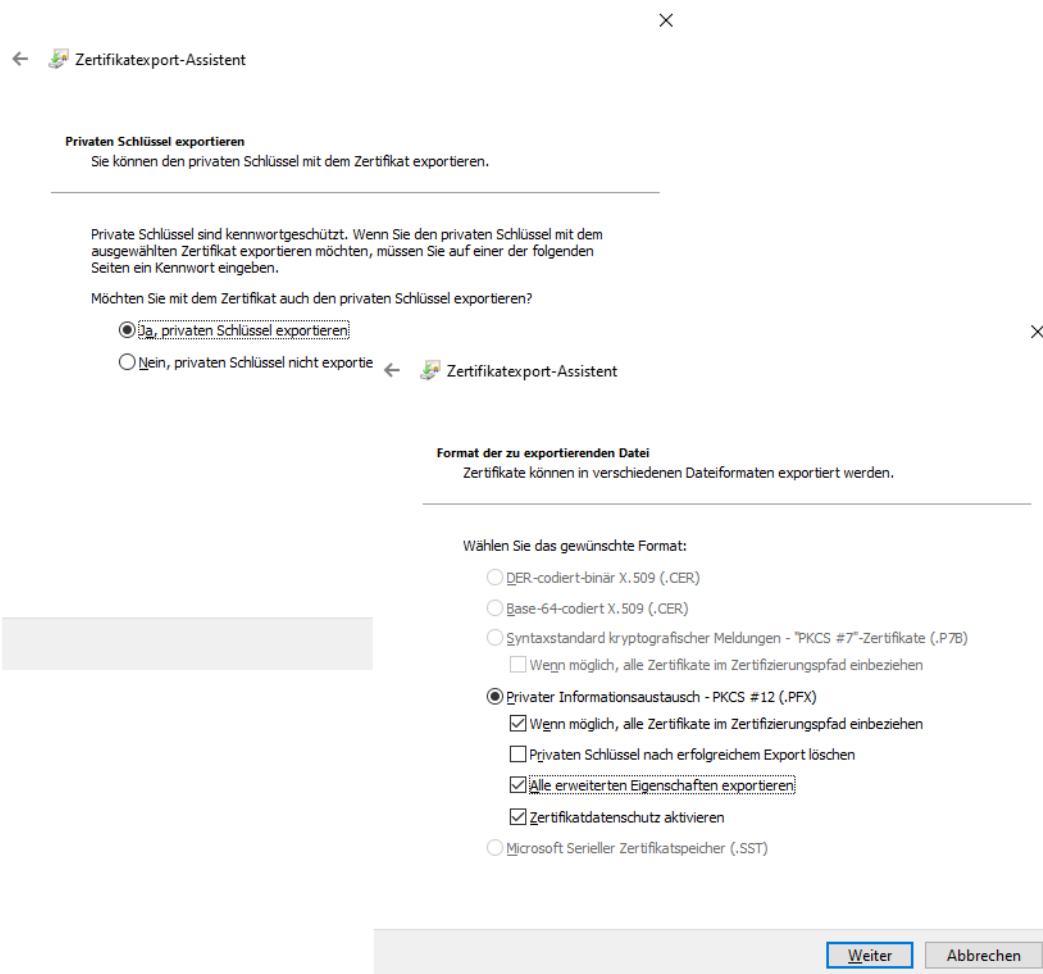 Zertifikatexport-Assistent
Privaten Schlüssel exportieren
Sie können den privaten Schlüssel mit dem Zertifikat exportieren.
Private Schlüssel sind kennwortgeschützt. Wenn Sie den privaten Schlüssel mit dem
ausgewählten Zertifikat exportieren möchten, müssen Sie auf einer der folgenden
Seiten ein Kennwort eingeben.
Möchten Sie mit dem Zertifikat auch den privaten Schlüssel exportieren?
Ja, privaten Schlüssel exportieren
Nein, privaten Schlüssel nicht exportie
Zertifikatexport-Assistent
Format der zu exportierenden Datei
Zertifikate können in verschiedenen Dateiformaten exportiert werden.
Wählen Sie das gewünschte Format:
DER-codiert-binär X.509 (.CER)
Base-64-codiert X.509 (.CER)
Syntaxstandard kryptografischer Meldungen - "PKCS #7"-Zertifikate (.P7B)
Wenn möglich, alle Zertifikate im Zertifizierungspfad einbeziehen
Privater Informationsaustausch - PKCS #12 (.PFX)
Wenn möglich, alle Zertifikate im Zertifizierungspfad einbeziehen
Privaten Schlüssel nach erfolgreichem Export löschen
Alle erweiterten Eigenschaften exportieren
Zertifikatdatenschutz aktivieren
Microsoft Serieller Zertifikatspeicher (.SST)
Weiter
Abbrechen